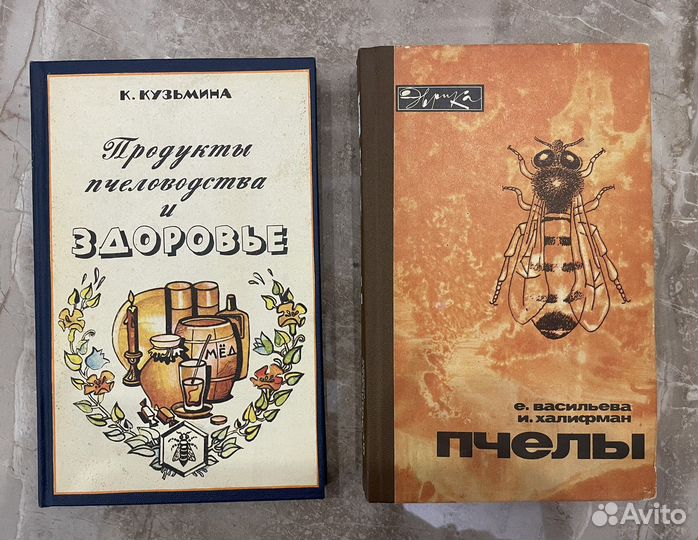 К. КУЗЬМИНА
Продукты
пчеловодства
и
ЗДОРОВЬЕ
МЁД
Эврика
е. васильева
и. халифман
пчелы
Avito